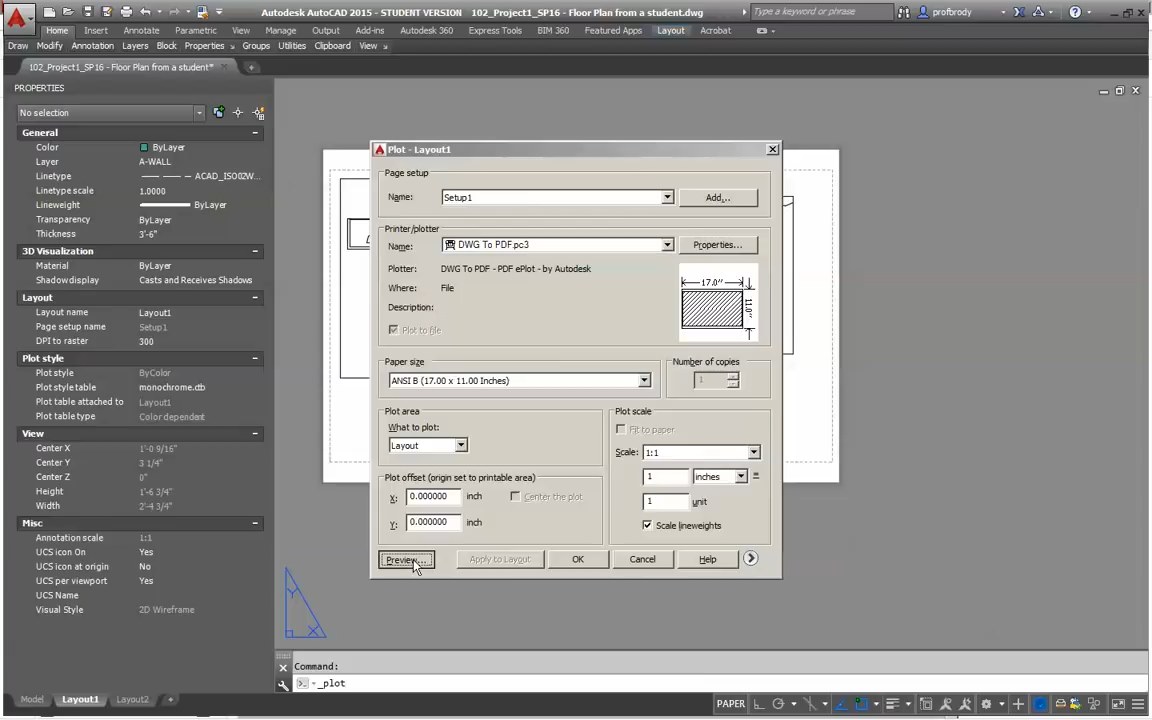 Autodesk AutoCAD 2015 - STUDENT VERSION 102_Project1_SP16 - Floor Plan from a student.dwg
Type a keyword or phrase
profbrody
Home Insert Annotate Parametric View Manage Output Add-ins Autodesk 360 Express Tools BIM 360 Featured Apps Layout Acrobat
Draw Modify Annotation Layers Block Properties Groups Utilities Clipboard View
102_Project1_SP16 - Floor Plan from a student*
PROPERTIES
No selection
General
Color ByLayer
Layer A-WALL
Linetype ACAD_ISO02W...
Linetype scale 1.0000
Lineweight ByLayer
Transparency ByLayer
Thickness 3'-6"
3D Visualization
Material ByLayer
Shadow display Casts and Receives Shadows
Layout
Layout name Layout1
Page setup name Setup1
DPI to raster 300
Plot style
Plot style ByColor
Plot style table monochrome.ctb
Plot table attached to Layout1
Plot table type Color dependent
View
Center X 1'-0 9/16"
Center Y 3 1/4"
Center Z 0"
Height 1'-6 3/4"
Width 2'-4 3/4"
Misc
Annotation scale 1:1
UCS icon On Yes
UCS icon at origin No
UCS per viewport Yes
UCS Name
Visual Style 2D Wireframe
Plot - Layout1
Page setup
Name: Setup1 Add...
Printer/plotter
Name: DWG To PDF.pc3 Properties...
Plotter: DWG To PDF - PDF ePlot - by Autodesk
Where: File
Description:
Plot to file
17.0''
11.0''
Paper size
ANSI B (17.00 x 11.00 Inches)
Number of copies
1
Plot area
What to plot:
Layout
Plot offset (origin set to printable area)
X: 0.000000 inch Center the plot
Y: 0.000000 inch
Plot scale
Fit to paper
Scale: 1:1
1 inches =
1 unit
Scale lineweights
Preview... Apply to Layout OK Cancel Help
Y
X
Command:
_plot
Model Layout1 Layout2 +
PAPER